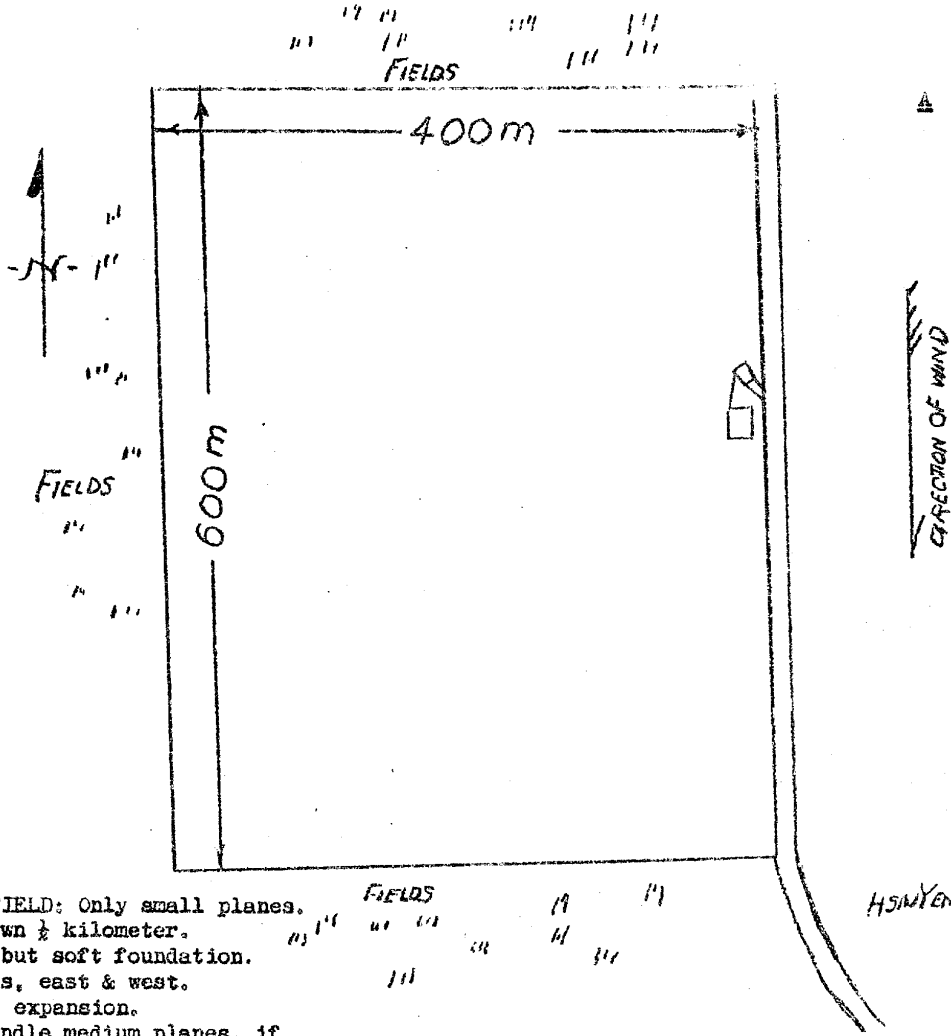 FIELDS
400m
-N-
DIRECTION OF WIND
600m
FIELDS
FIELDS
IELD: Only small planes.
wn ½ kilometer.
but soft foundation.
s, east & west.
expansion.
ndle medium planes, if
HSINYEN